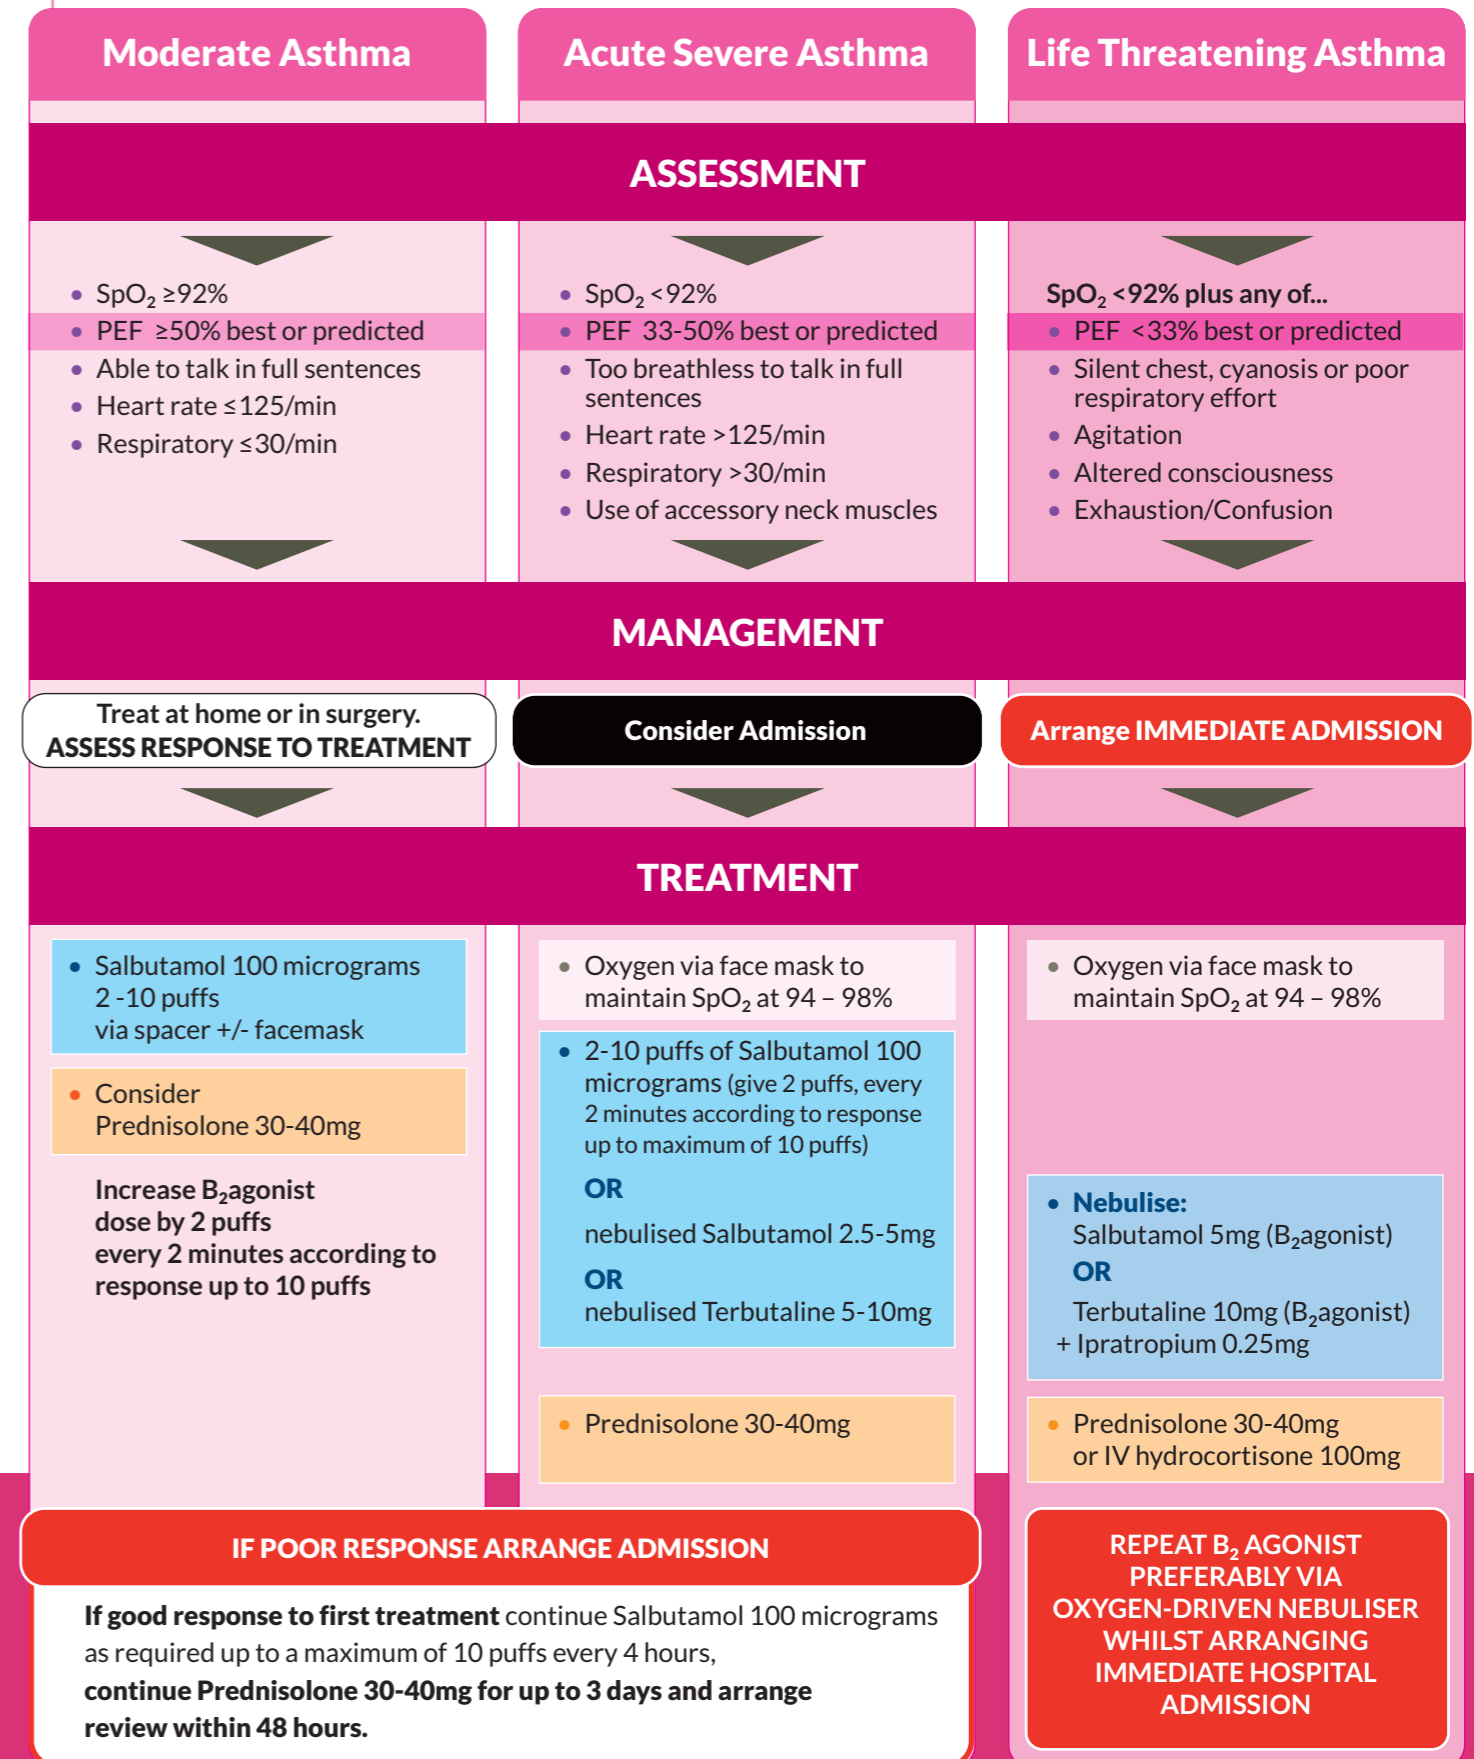 Moderate Asthma
Acute Severe Asthma
Life Threatening Asthma
ASSESSMENT
• SpO₂ ≥92%
• PEF ≥50% best or predicted
• Able to talk in full sentences
• Heart rate ≤125/min
• Respiratory ≤30/min
• SpO₂ <92%
• PEF 33-50% best or predicted
• Too breathless to talk in full
sentences
• Heart rate >125/min
• Respiratory >30/min
• Use of accessory neck muscles
SpO₂ <92% plus any of...
• PEF <33% best or predicted
• Silent chest, cyanosis or poor
respiratory effort
• Agitation
• Altered consciousness
• Exhaustion/Confusion
MANAGEMENT
Treat at home or in surgery.
ASSESS RESPONSE TO TREATMENT
Consider Admission
Arrange IMMEDIATE ADMISSION
TREATMENT
• Salbutamol 100 micrograms
2 -10 puffs
via spacer +/- facemask
• Consider
Prednisolone 30-40mg
Increase B₂agonist
dose by 2 puffs
every 2 minutes according to
response up to 10 puffs
• Oxygen via face mask to
maintain SpO₂ at 94 – 98%
• 2-10 puffs of Salbutamol 100
micrograms (give 2 puffs, every
2 minutes according to response
up to maximum of 10 puffs)
OR
nebulised Salbutamol 2.5-5mg
OR
nebulised Terbutaline 5-10mg
• Prednisolone 30-40mg
• Oxygen via face mask to
maintain SpO₂ at 94 – 98%
• Nebulise:
Salbutamol 5mg (B₂agonist)
OR
Terbutaline 10mg (B₂agonist)
+ Ipratropium 0.25mg
• Prednisolone 30-40mg
or IV hydrocortisone 100mg
IF POOR RESPONSE ARRANGE ADMISSION
If good response to first treatment continue Salbutamol 100 micrograms
as required up to a maximum of 10 puffs every 4 hours,
continue Prednisolone 30-40mg for up to 3 days and arrange
review within 48 hours.
REPEAT B₂ AGONIST
PREFERABLY VIA
OXYGEN-DRIVEN NEBULISER
WHILST ARRANGING
IMMEDIATE HOSPITAL
ADMISSION